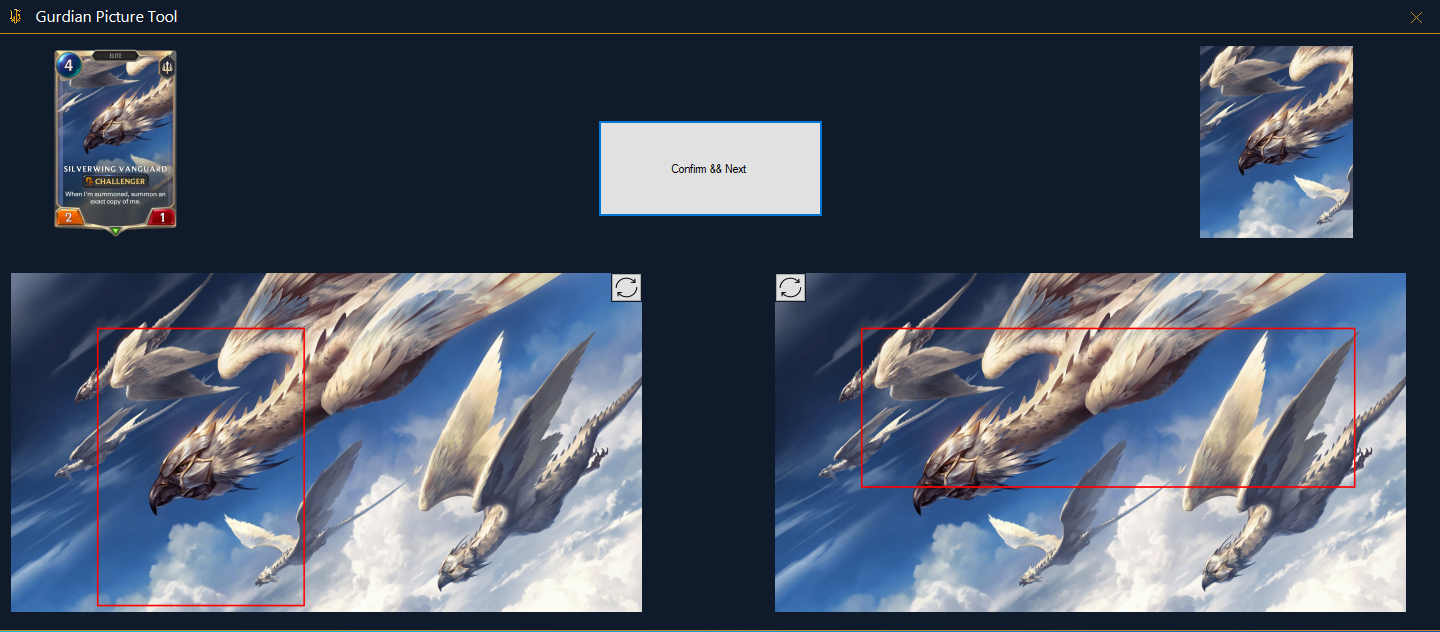 Gurdian Picture Tool
4
ELITE
SILVERWING VANGUARD
CHALLENGER
When I'm summoned, summon an
exact copy of me.
2 1
Confirm && Next